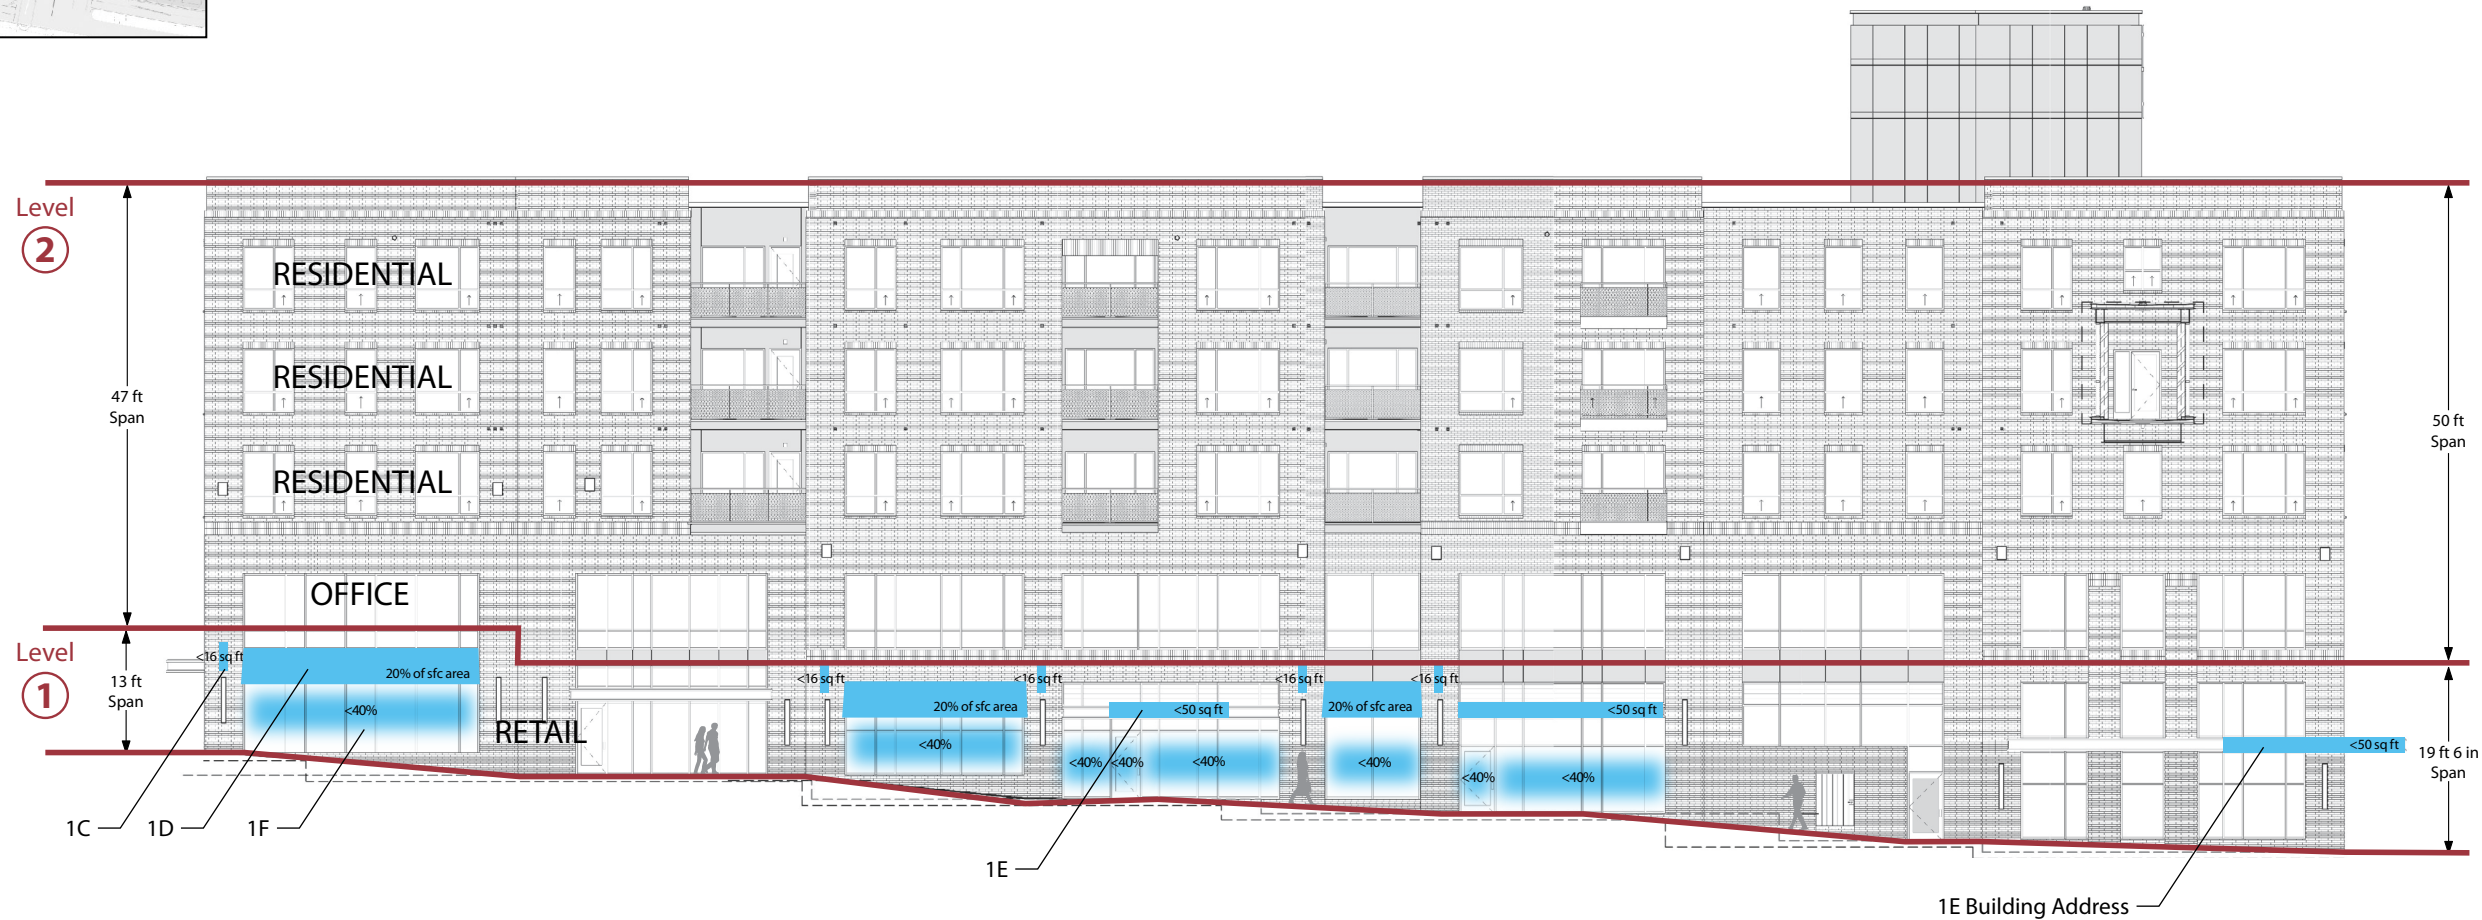 Level
2
RESIDENTIAL
RESIDENTIAL
47 ft
Span
50 ft
Span
RESIDENTIAL
OFFICE
Level
1
13 ft
Span
<16 sq ft
20% of sfc area
<40%
RETAIL
<16 sq ft
20% of sfc area
<40%
<16 sq ft
<50 sq ft
<40%
<40%
<40%
<16 sq ft
20% of sfc area
<40%
<16 sq ft
<50 sq ft
<40%
<40%
<50 sq ft
19 ft 6 in
Span
1C
1D
1F
1E
1E Building Address